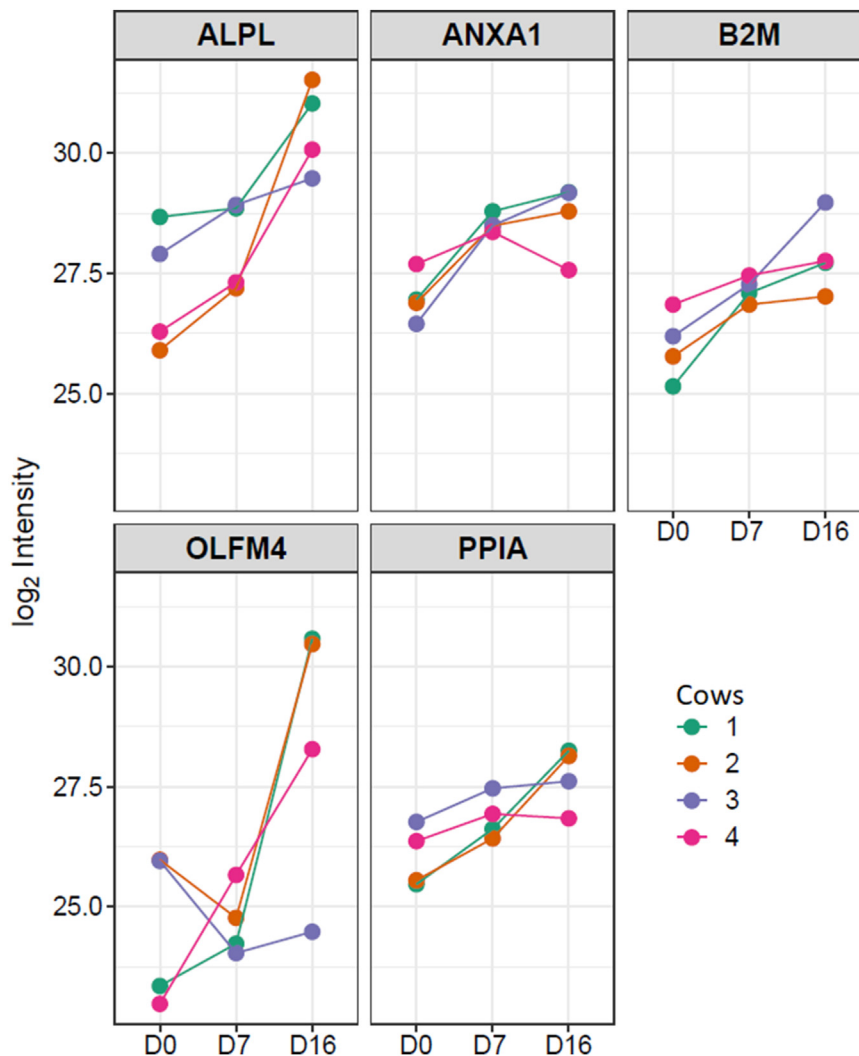 ALPL ANXA1 B2M
30.0
27.5
25.0
D0 D7 D16
log₂ Intensity
OLFM4 PPIA
30.0
27.5
25.0
D0 D7 D16 D0 D7 D16
Cows
1
2
3
4